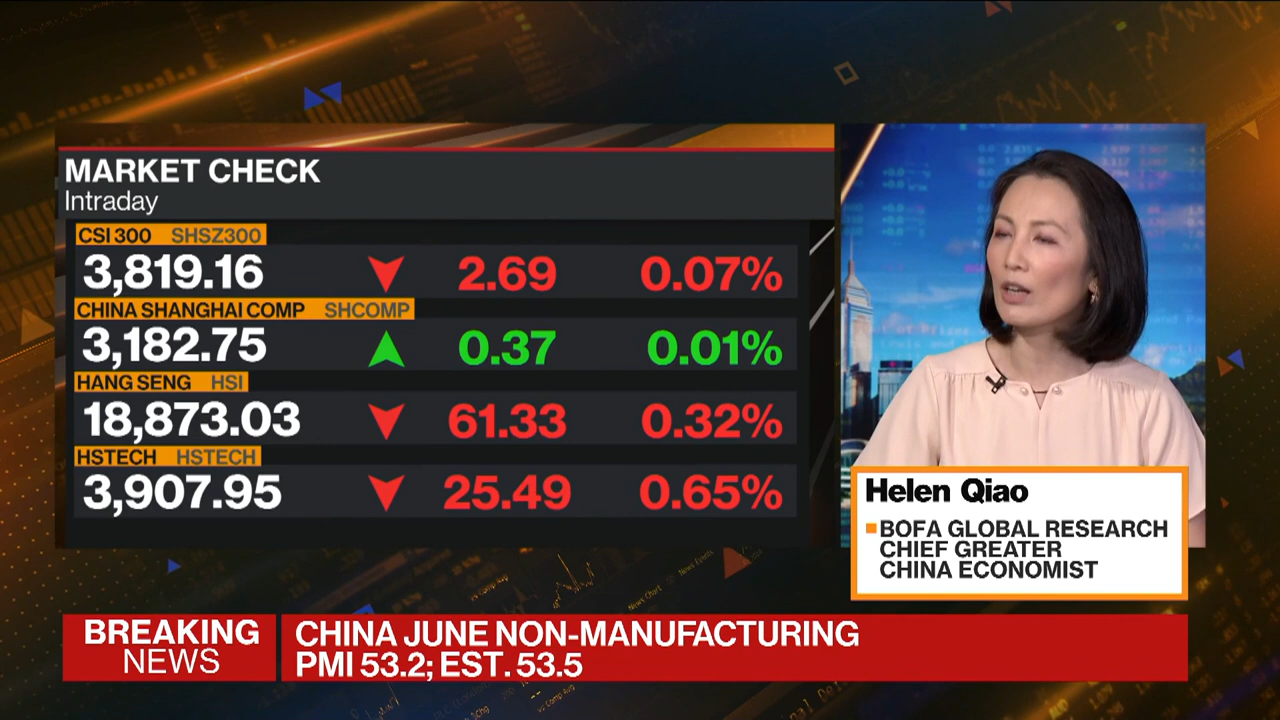 MARKET CHECK
Intraday
CSI 300 SHSZ300
3,819.16 2.69 0.07%
CHINA SHANGHAI COMP SHCOMP
3,182.75 0.37 0.01%
HANG SENG HSI
18,873.03 61.33 0.32%
HSTECH HSTECH
3,907.95 25.49 0.65%
Helen Qiao
BOFA GLOBAL RESEARCH
CHIEF GREATER
CHINA ECONOMIST
BREAKING
NEWS
CHINA JUNE NON-MANUFACTURING
PMI 53.2; EST. 53.5